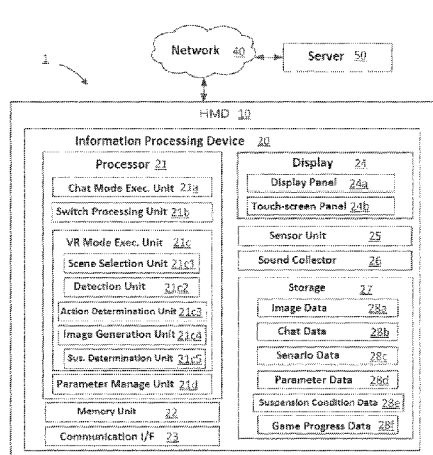 1
Network 40
Server 50
HMD 10
Information Processing Device 20
Processor 21
Chat Mode Exec. Unit 21a
Switch Processing Unit 21b
VR Mode Exec. Unit 21c
Scene Selection Unit 21c1
Detection Unit 21c2
Action Determination Unit 21c3
Image Generation Unit 21c4
Sus. Determination Unit 21c5
Parameter Manage Unit 21d
Memory Unit 22
Communication I/F 23
Display 24
Display Panel 24a
Touch-screen Panel 24b
Sensor Unit 25
Sound Collector 26
Storage 27
Image Data 28a
Chat Data 28b
Senario Data 28c
Parameter Data 28d
Suspension Condition Data 28e
Game Progress Data 28f